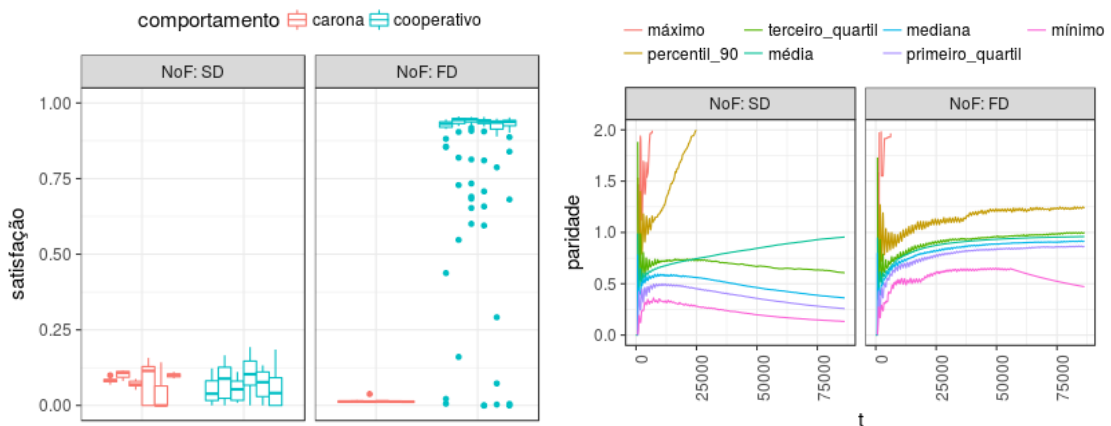 comportamento carona cooperativo
NoF: SD NoF: FD
satisfação
1.00
0.75
0.50
0.25
0.00
máximo terceiro_quartil mediana mínimo
percentil_90 média primeiro_quartil
NoF: SD NoF: FD
paridade
2.0
1.5
1.0
0.5
0.0
0 25000 50000 75000 0 25000 50000 75000
t